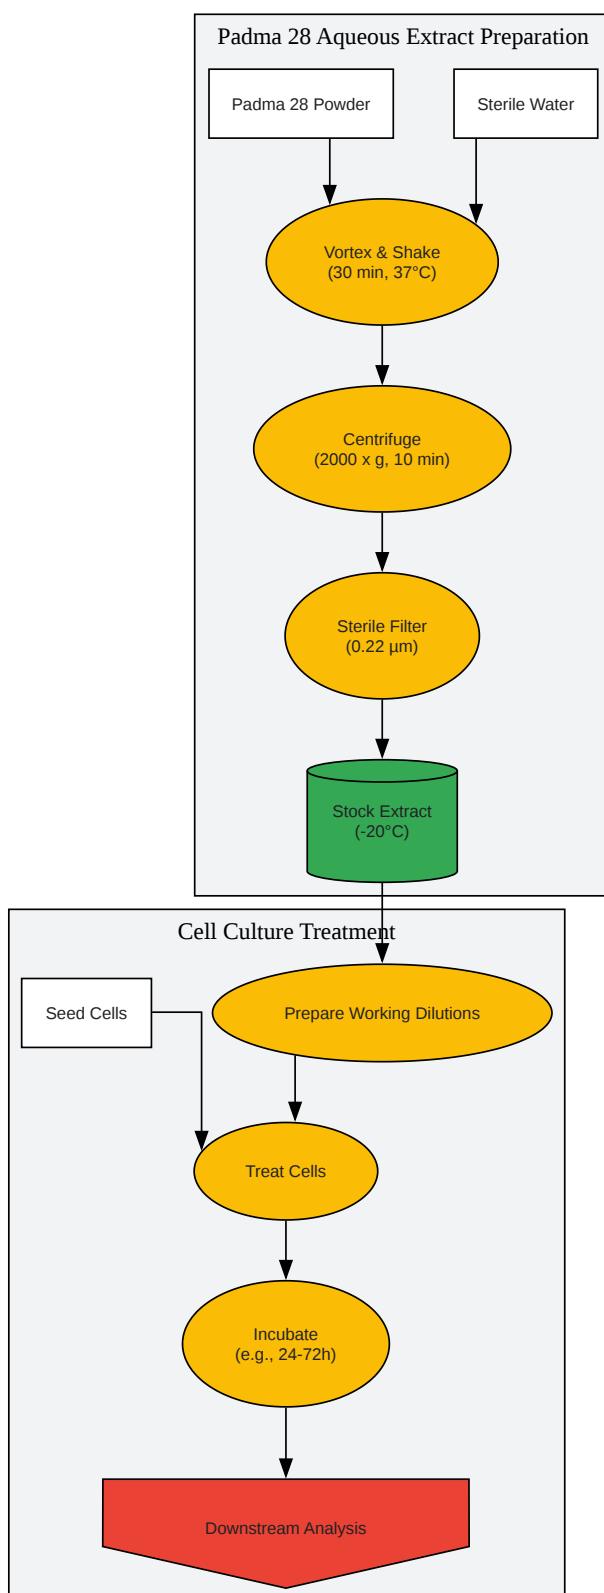 Padma 28 Aqueous Extract Preparation
Padma 28 Powder
Sterile Water
Vortex & Shake
(30 min, 37°C)
Centrifuge
(2000 x g, 10 min)
Sterile Filter
(0.22 µm)
Stock Extract
(-20°C)
Cell Culture Treatment
Seed Cells
Prepare Working Dilutions
Treat Cells
Incubate
(e.g., 24-72h)
Downstream Analysis